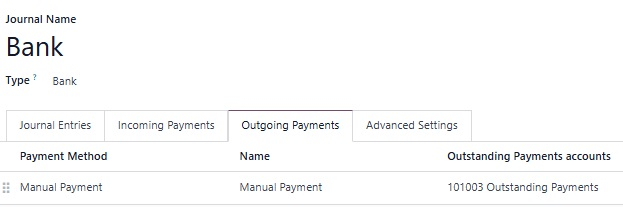 Journal Name
Bank
Type ? Bank
Journal Entries Incoming Payments Outgoing Payments Advanced Settings
Payment Method Name Outstanding Payments accounts
Manual Payment Manual Payment 101003 Outstanding Payments